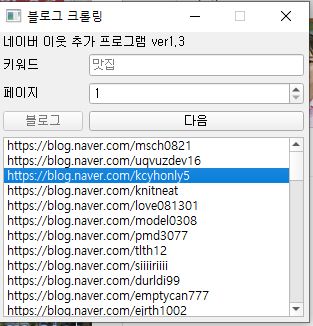 블로그 크롤링
네이버 이웃 추가 프로그램 ver1,3
키워드 맛집
페이지 1
블로그 다음
https://blog.naver.com/msch0821
https://blog.naver.com/uqvuzdev16
https://blog.naver.com/kcyhonly5
https://blog.naver.com/knitneat
https://blog.naver.com/love081301
https://blog.naver.com/model0308
https://blog.naver.com/pmd3077
https://blog.naver.com/tlth12
https://blog.naver.com/siiiiriiii
https://blog.naver.com/durldi99
https://blog.naver.com/emptycan777
https://blog.naver.com/ejrth1002